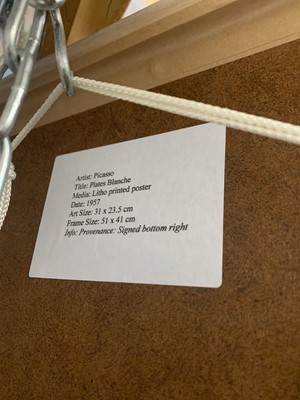 Artist: Picasso
Title: Plates Blanche
Media: Litho printed poster
Date: 1957
Art Size: 31 x 23.5 cm
Frame Size: 51 x 41 cm
Info: Provenance: Signed bottom right